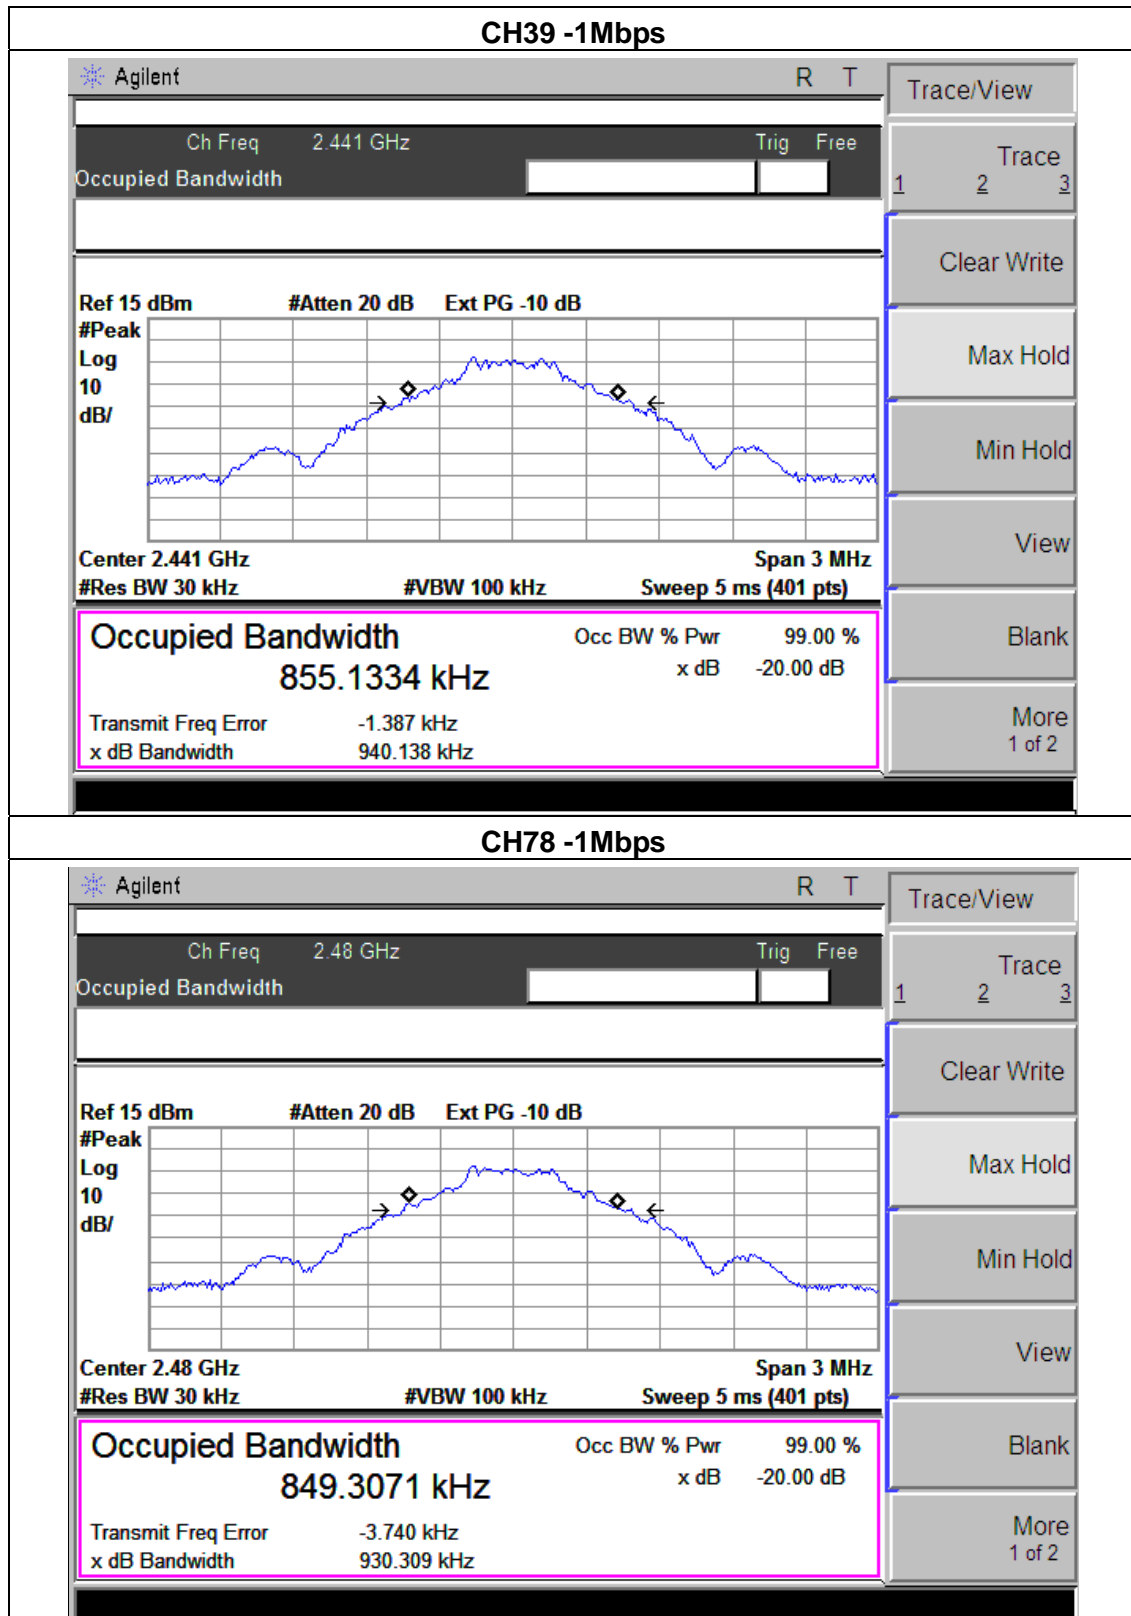 CH39 -1Mbps
Agilent R T
Trace/View
Ch Freq 2.441 GHz Trig Free
Occupied Bandwidth
Trace
1 2 3
Clear Write
Ref 15 dBm #Atten 20 dB Ext PG -10 dB
#Peak
Log
10
dB/
Max Hold
Min Hold
View
Center 2.441 GHz Span 3 MHz
#Res BW 30 kHz #VBW 100 kHz Sweep 5 ms (401 pts)
Occupied Bandwidth Occ BW % Pwr 99.00 %
855.1334 kHz x dB -20.00 dB
Blank
Transmit Freq Error -1.387 kHz
x dB Bandwidth 940.138 kHz
More
1 of 2
CH78 -1Mbps
Agilent R T
Trace/View
Ch Freq 2.48 GHz Trig Free
Occupied Bandwidth
Trace
1 2 3
Clear Write
Ref 15 dBm #Atten 20 dB Ext PG -10 dB
#Peak
Log
10
dB/
Max Hold
Min Hold
View
Center 2.48 GHz Span 3 MHz
#Res BW 30 kHz #VBW 100 kHz Sweep 5 ms (401 pts)
Occupied Bandwidth Occ BW % Pwr 99.00 %
849.3071 kHz x dB -20.00 dB
Blank
Transmit Freq Error -3.740 kHz
x dB Bandwidth 930.309 kHz
More
1 of 2